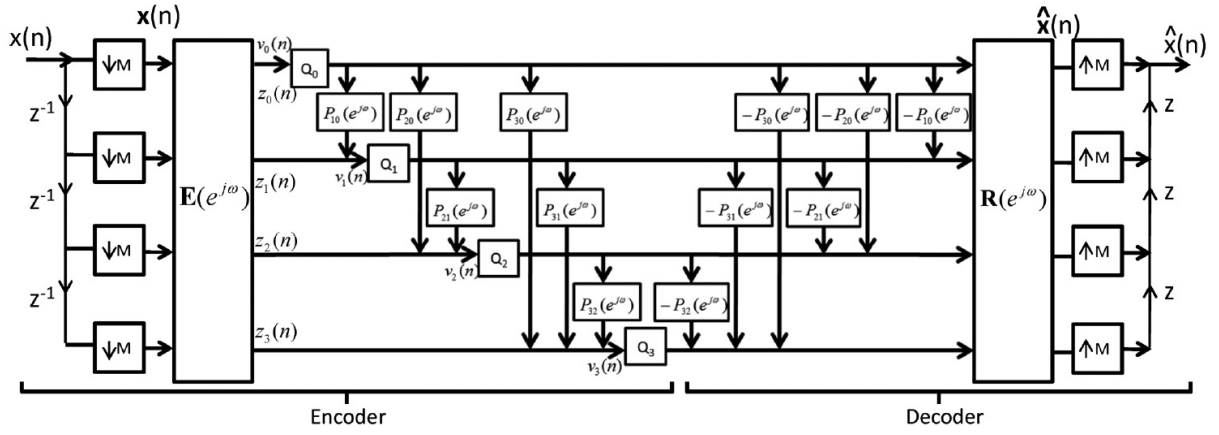 x(n)
𝐱(n)
𝐱̂(n)
x̂(n)
↓M
v₀(n)
Q₀
↑M
z₀(n)
z⁻¹
P₁₀(e^{jω})
P₂₀(e^{jω})
P₃₀(e^{jω})
−P₃₀(e^{jω})
−P₂₀(e^{jω})
−P₁₀(e^{jω})
z
↓M
Q₁
↑M
v₁(n)
z₁(n)
z⁻¹
𝐄(e^{jω})
P₂₁(e^{jω})
P₃₁(e^{jω})
−P₃₁(e^{jω})
−P₂₁(e^{jω})
𝐑(e^{jω})
z
↓M
z₂(n)
Q₂
↑M
v₂(n)
z⁻¹
P₃₂(e^{jω})
−P₃₂(e^{jω})
z
↓M
z₃(n)
Q₃
↑M
v₃(n)
Encoder
Decoder